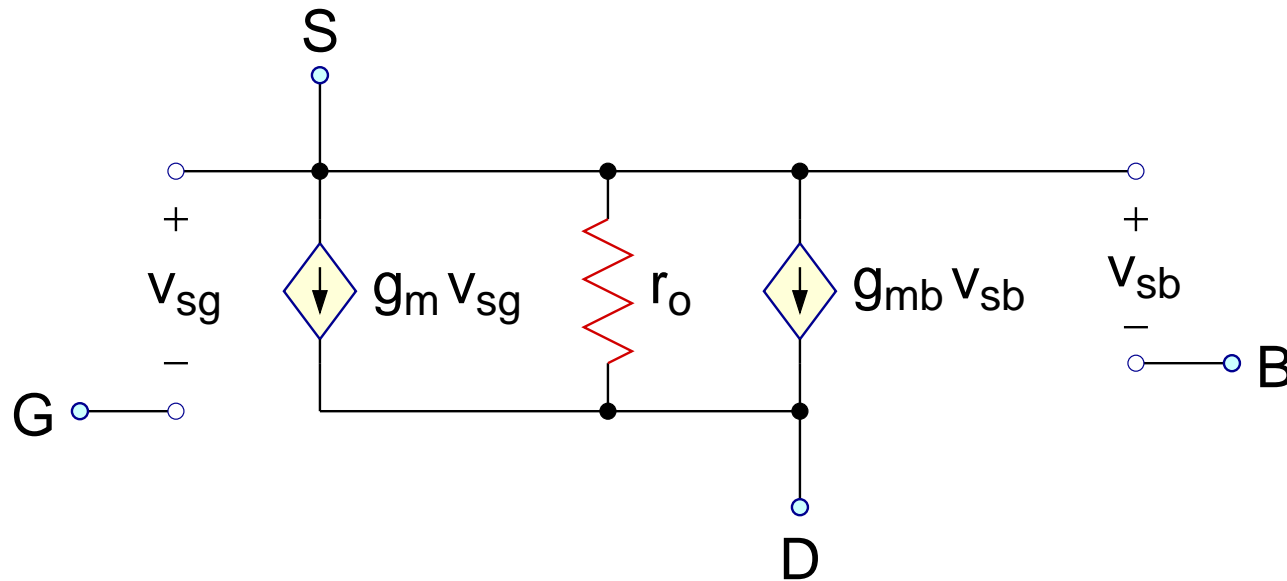 S
+ +
v_sg g_m v_sg r_o g_mb v_sb v_sb
− −
G B
D